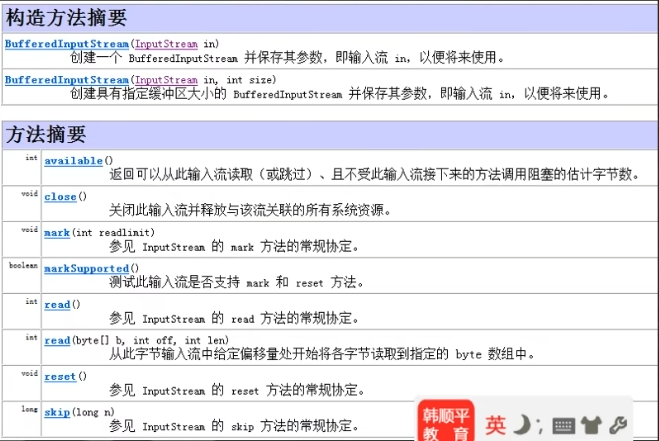 构造方法摘要
BufferedInputStream(InputStream in)
创建一个 BufferedInputStream 并保存其参数，即输入流 in，以便将来使用。
BufferedInputStream(InputStream in, int size)
创建具有指定缓冲区大小的 BufferedInputStream 并保存其参数，即输入流 in，以便将来使用。
方法摘要
int available()
返回可以从此输入流读取（或跳过）、且不受此输入流接下来的方法调用阻塞的估计字节数。
void close()
关闭此输入流并释放与该流关联的所有系统资源。
void mark(int readlimit)
参见 InputStream 的 mark 方法的常规协定。
boolean markSupported()
测试此输入流是否支持 mark 和 reset 方法。
int read()
参见 InputStream 的 read 方法的常规协定。
int read(byte[] b, int off, int len)
从此字节输入流中给定偏移量处开始将各字节读取到指定的 byte 数组中。
void reset()
参见 InputStream 的 reset 方法的常规协定。
long skip(long n)
参见 InputStream 的 skip 方法的常规协定。
韩顺平
教育
英